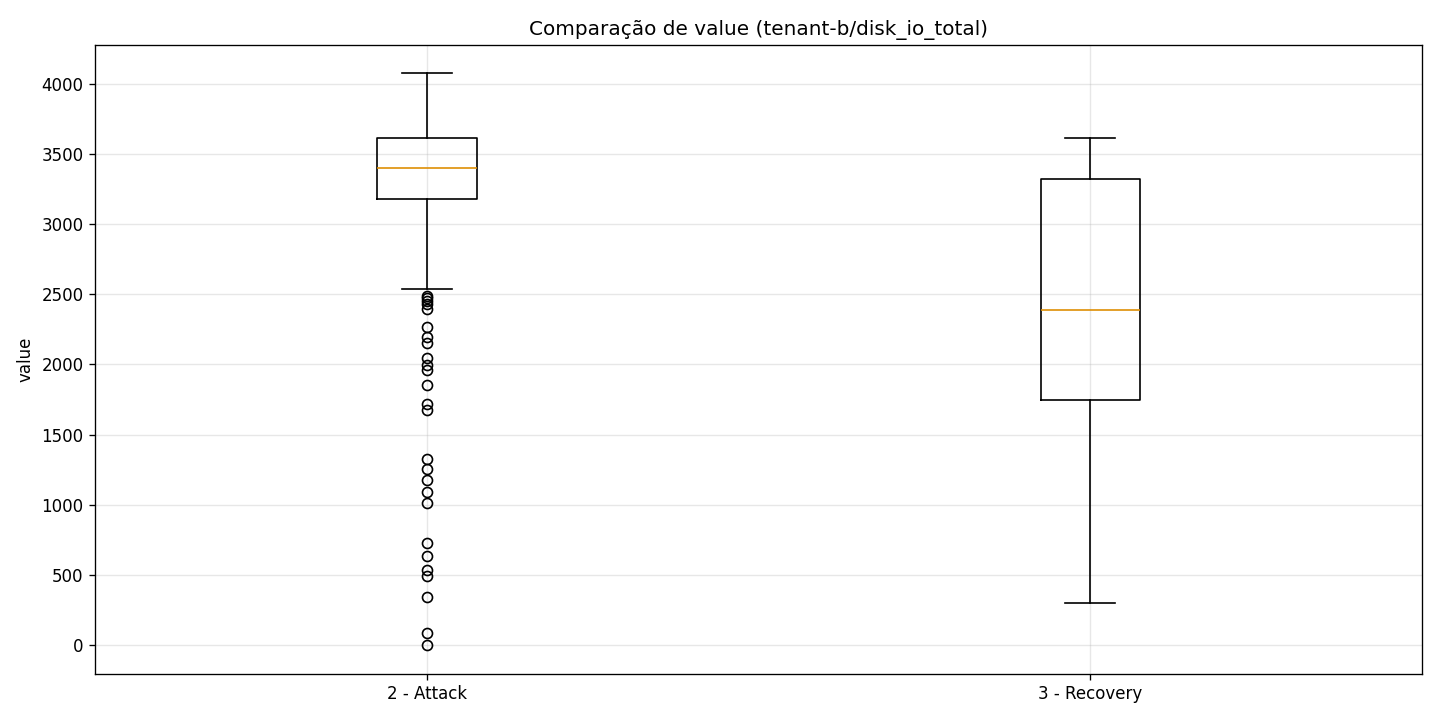 Comparação de value (tenant-b/disk_io_total)
value
4000
3500
3000
2500
2000
1500
1000
500
0
2 - Attack
3 - Recovery